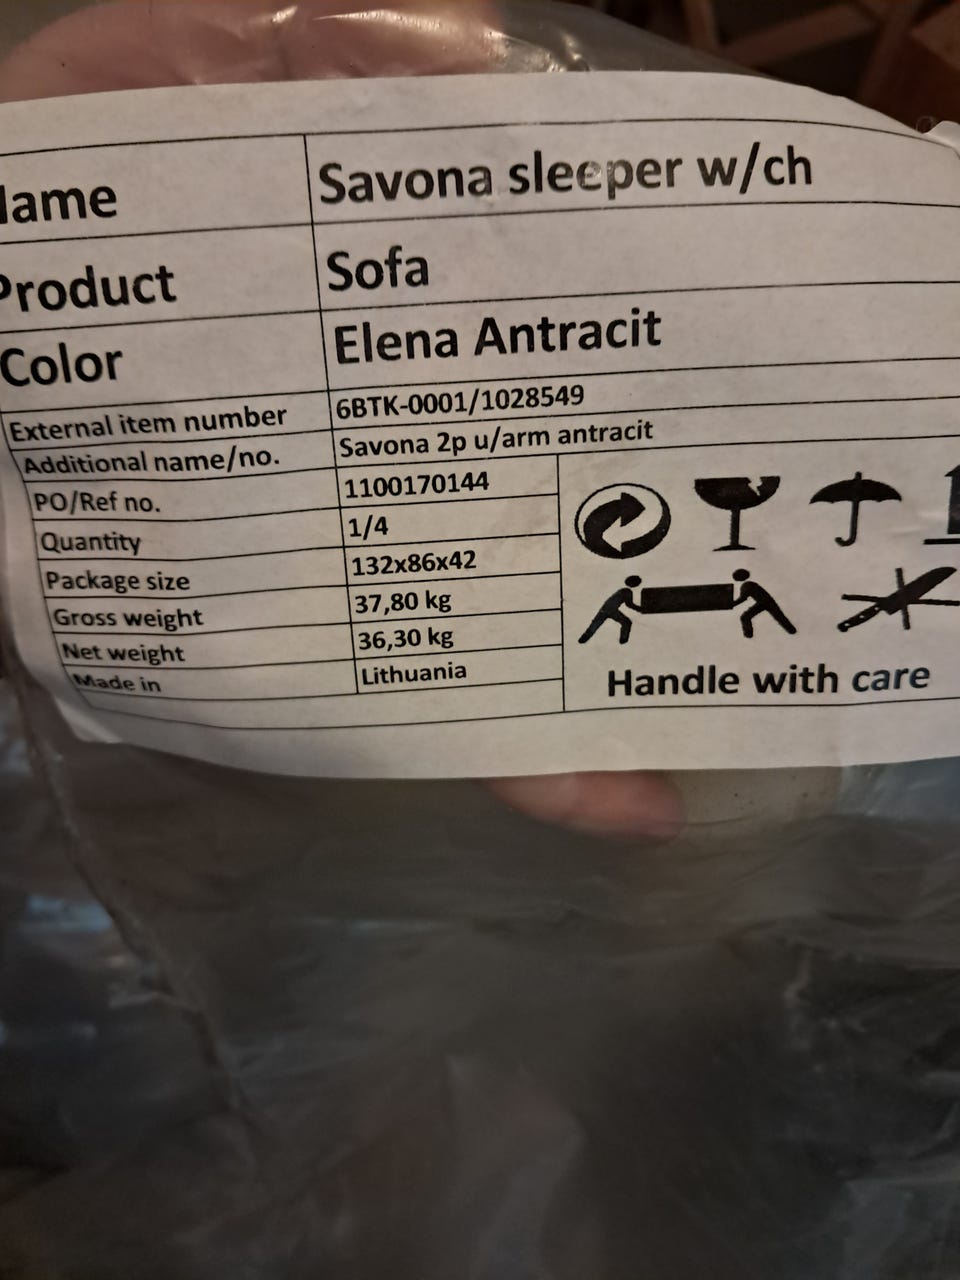 Name Savona sleeper w/ch
Product Sofa
Color Elena Antracit
External item number 6BTK-0001/1028549
Additional name/no. Savona 2p u/arm antracit
PO/Ref no. 1100170144
Quantity 1/4
Package size 132x86x42
Gross weight 37,80 kg
Net weight 36,30 kg
Made in Lithuania
Handle with care